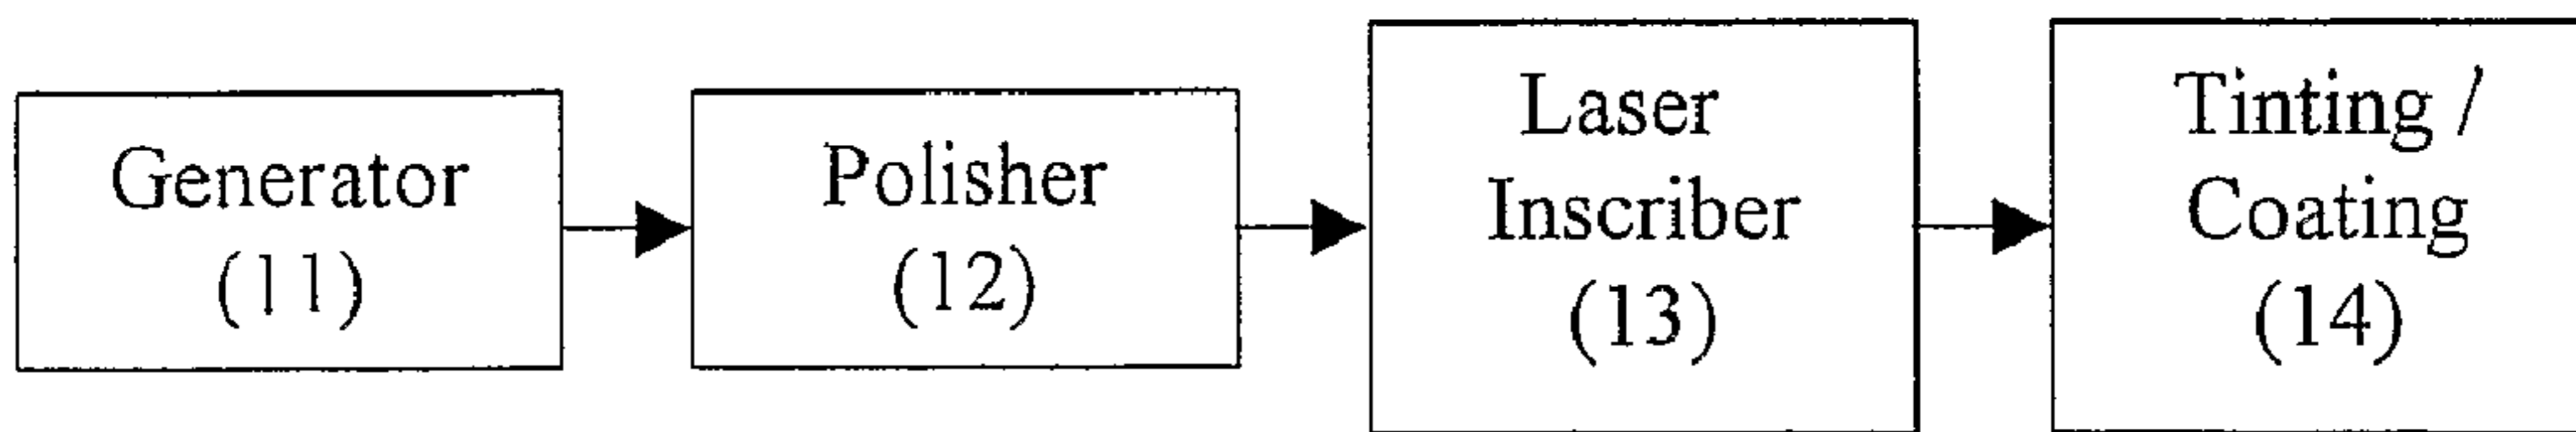 Generator
(11)
Polisher
(12)
Laser
Inscriber
(13)
Tinting /
Coating
(14)